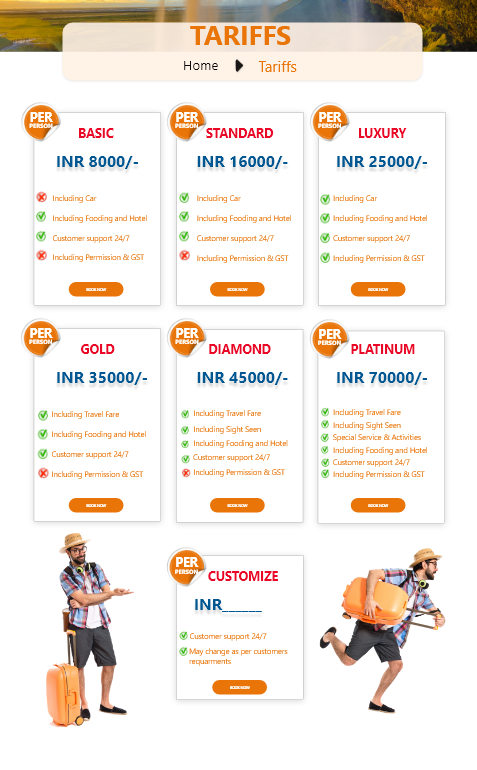 TARIFFS
Home Tariffs
PER
PERSON
BASIC
INR 8000/-
Including Car
Including Fooding and Hotel
Customer support 24/7
Including Permission & GST
BOOK NOW
PER
PERSON
STANDARD
INR 16000/-
Including Car
Including Fooding and Hotel
Customer support 24/7
Including Permission & GST
BOOK NOW
PER
PERSON
LUXURY
INR 25000/-
Including Car
Including Fooding and Hotel
Customer support 24/7
Including Permission & GST
BOOK NOW
PER
PERSON
GOLD
INR 35000/-
Including Travel Fare
Including Fooding and Hotel
Customer support 24/7
Including Permission & GST
BOOK NOW
PER
PERSON
DIAMOND
INR 45000/-
Including Travel Fare
Including Sight Seen
Including Fooding and Hotel
Customer support 24/7
Including Permission & GST
BOOK NOW
PER
PERSON
PLATINUM
INR 70000/-
Including Travel Fare
Including Sight Seen
Special Service & Activities
Including Fooding and Hotel
Customer support 24/7
Including Permission & GST
BOOK NOW
PER
PERSON
CUSTOMIZE
INR______
Customer support 24/7
May change as per customers
requarments
BOOK NOW